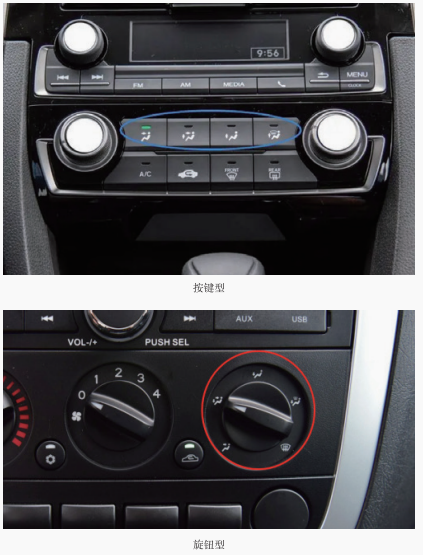 9:56
FM AM MEDIA MENU
A/C FRONT REAR
按键型
AUX USB
VOL-/+ PUSH SEL
0 1 2 3 4
旋钮型